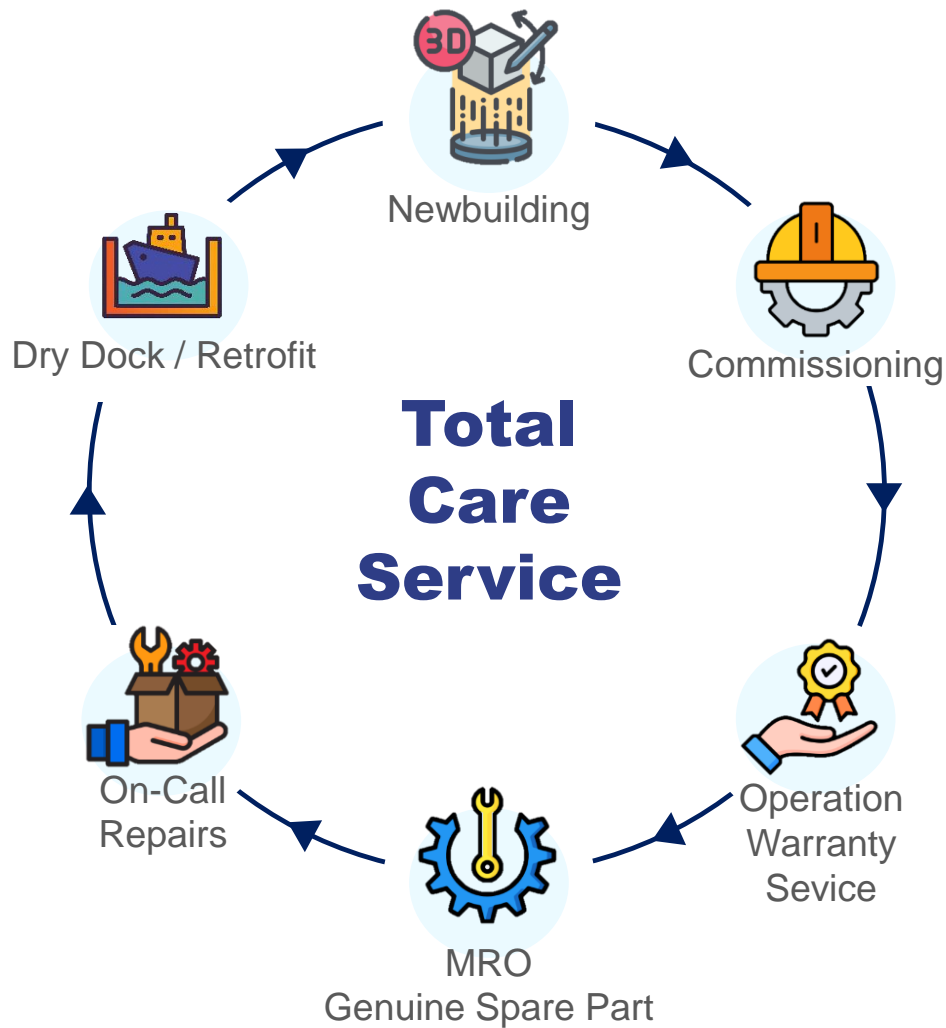 3D
Newbuilding
Commissioning
Dry Dock / Retrofit
Total
Care
Service
Operation
Warranty
Sevice
On-Call
Repairs
MRO
Genuine Spare Part